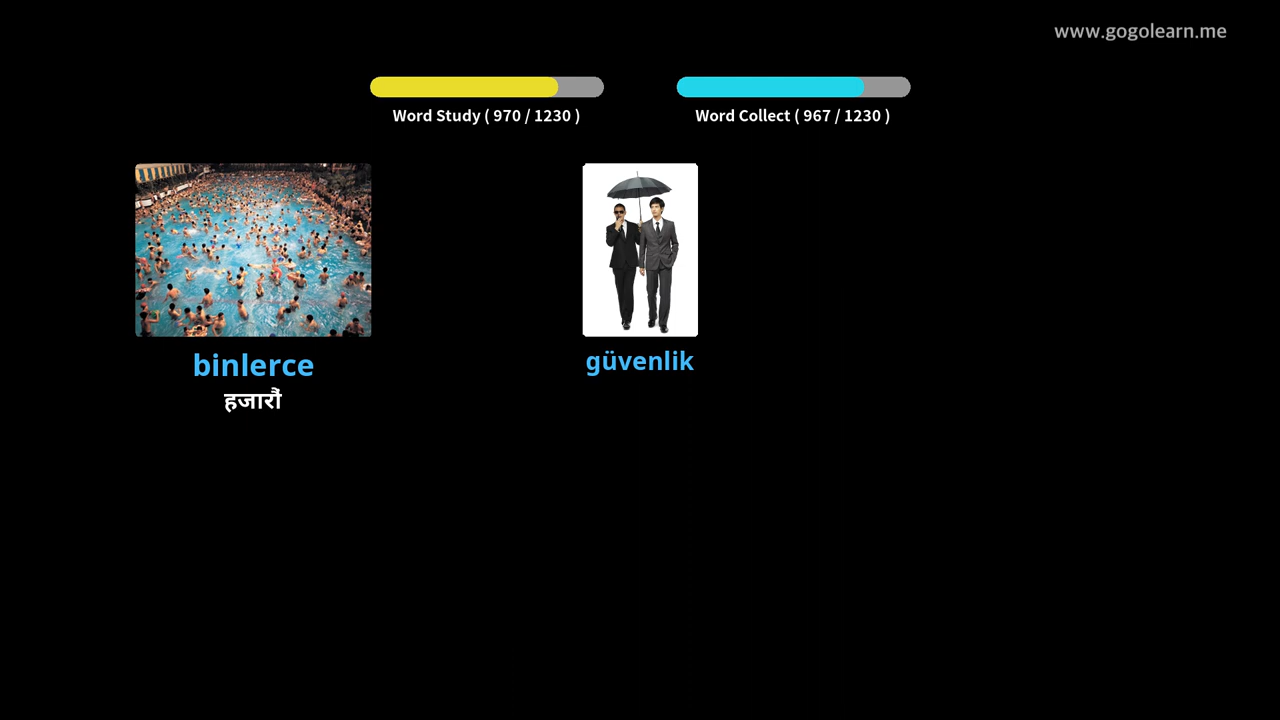 www.gogolearn.me
Word Study ( 970 / 1230 )
Word Collect ( 967 / 1230 )
binlerce
हजारौं
güvenlik